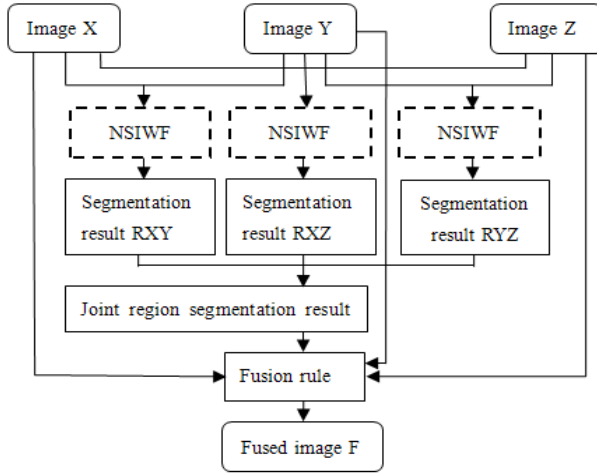 Image X
Image Y
Image Z
NSIWF
NSIWF
NSIWF
Segmentation
result RXY
Segmentation
result RXZ
Segmentation
result RYZ
Joint region segmentation result
Fusion rule
Fused image F